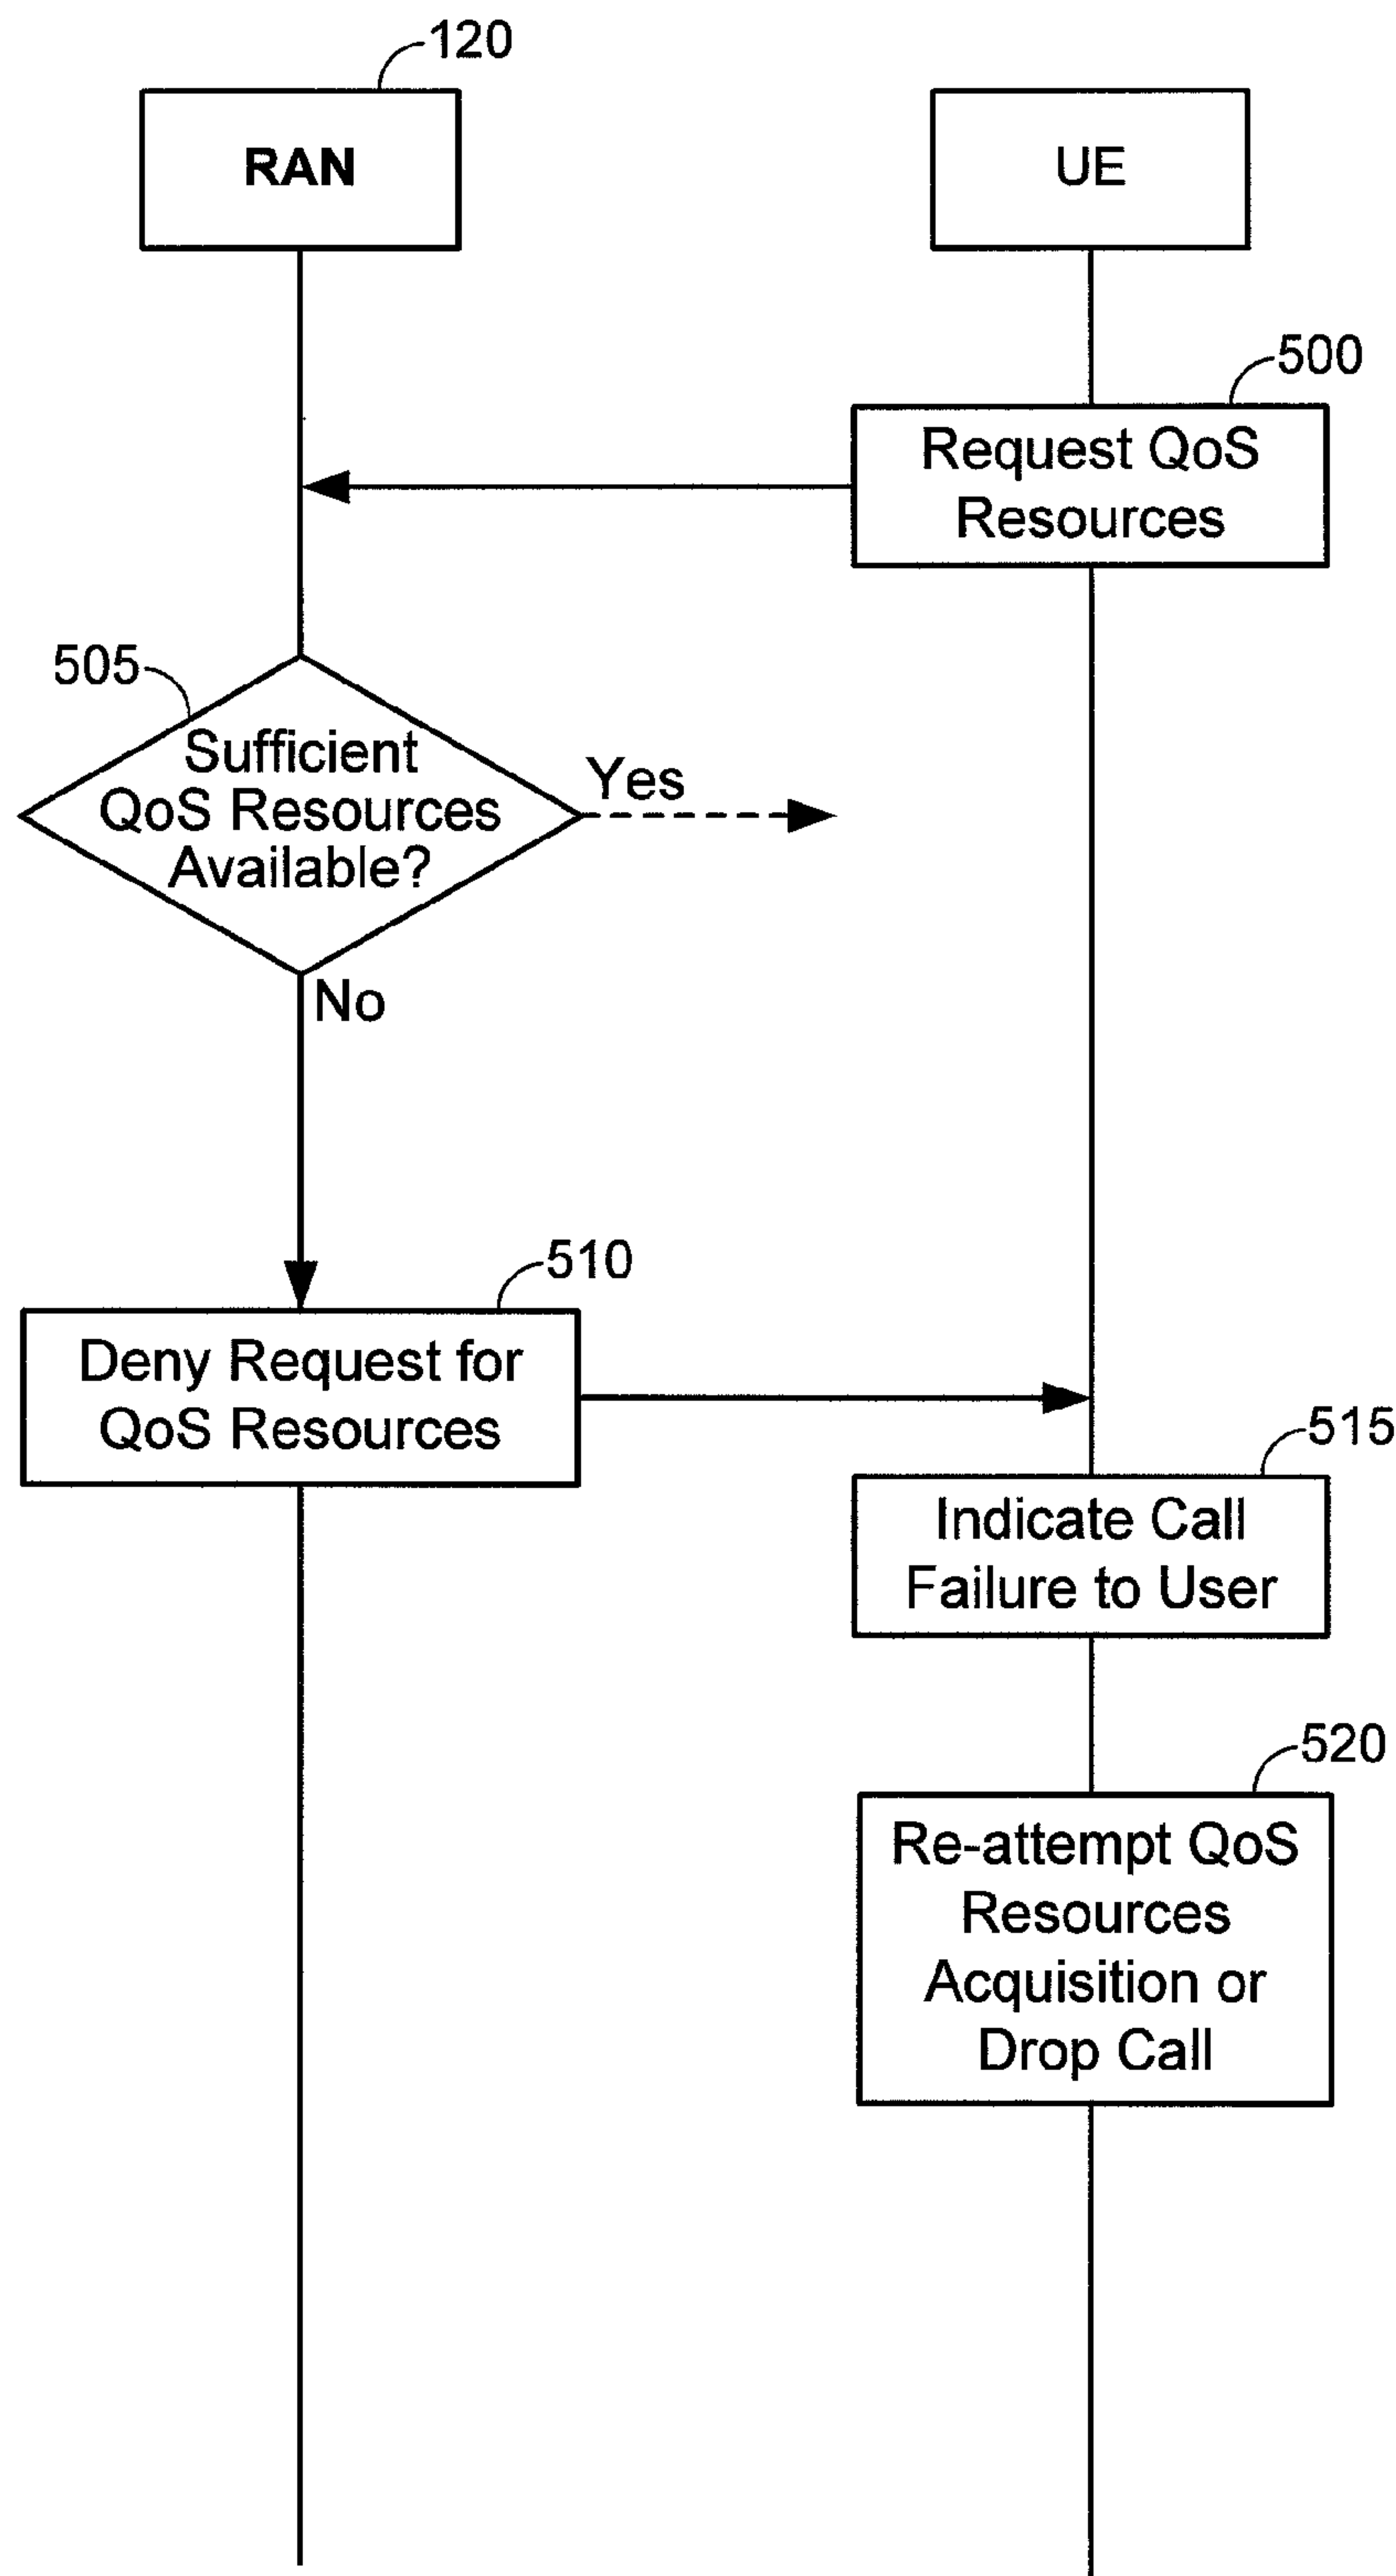 120
RAN
UE
500
Request QoS
Resources
505
Sufficient
QoS Resources
Available?
Yes
No
510
Deny Request for
QoS Resources
515
Indicate Call
Failure to User
520
Re-attempt QoS
Resources
Acquisition or
Drop Call